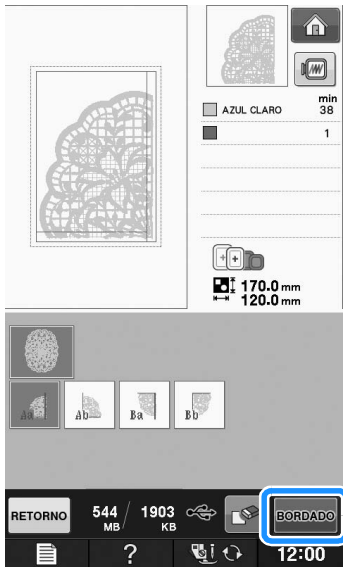 min
AZUL CLARO 38
1
170.0 mm
120.0 mm
Aa Ab Ba Bb
RETORNO 544 MB / 1903 KB BORDADO
? 12:00